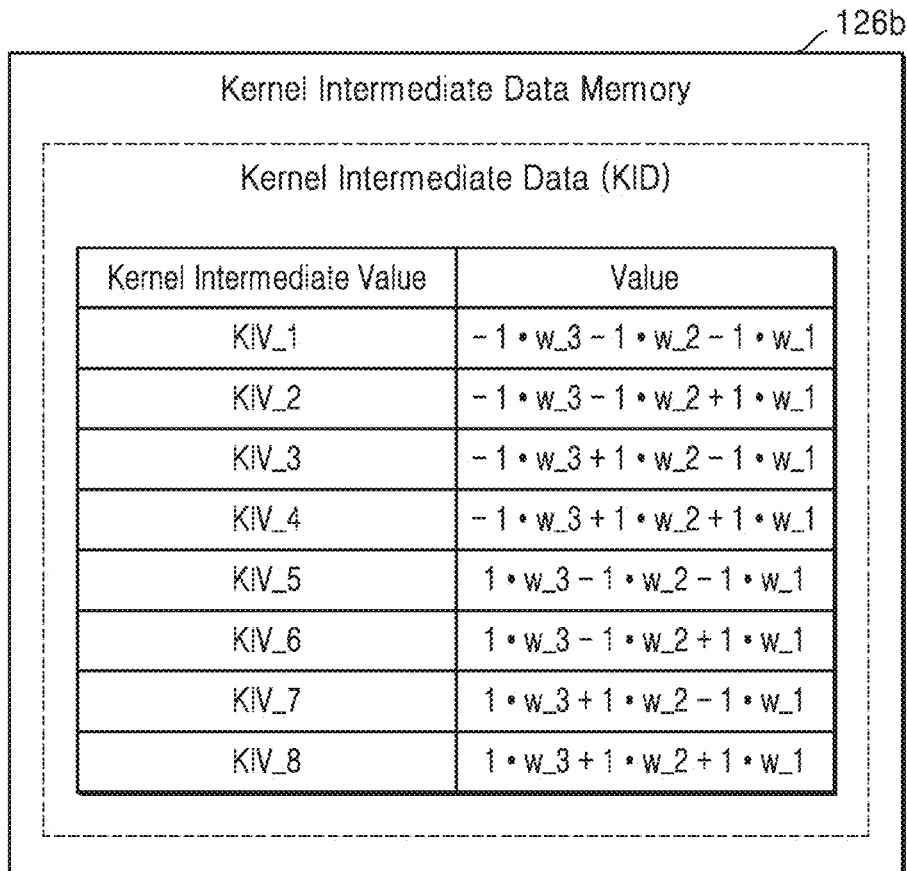 126b
Kernel Intermediate Data Memory
Kernel Intermediate Data (KID)
Kernel Intermediate Value Value
KIV_1 − 1 • w_3 − 1 • w_2 − 1 • w_1
KIV_2 − 1 • w_3 − 1 • w_2 + 1 • w_1
KIV_3 − 1 • w_3 + 1 • w_2 − 1 • w_1
KIV_4 − 1 • w_3 + 1 • w_2 + 1 • w_1
KIV_5 1 • w_3 − 1 • w_2 − 1 • w_1
KIV_6 1 • w_3 − 1 • w_2 + 1 • w_1
KIV_7 1 • w_3 + 1 • w_2 − 1 • w_1
KIV_8 1 • w_3 + 1 • w_2 + 1 • w_1